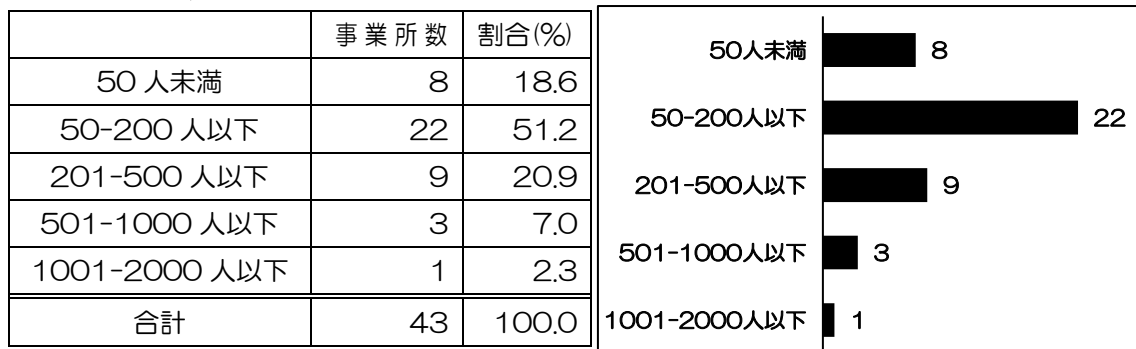 事業所数 割合(%)
50人未満 8 18.6
50-200人以下 22 51.2
201-500人以下 9 20.9
501-1000人以下 3 7.0
1001-2000人以下 1 2.3
合計 43 100.0
50人未満 8
50-200人以下 22
201-500人以下 9
501-1000人以下 3
1001-2000人以下 1